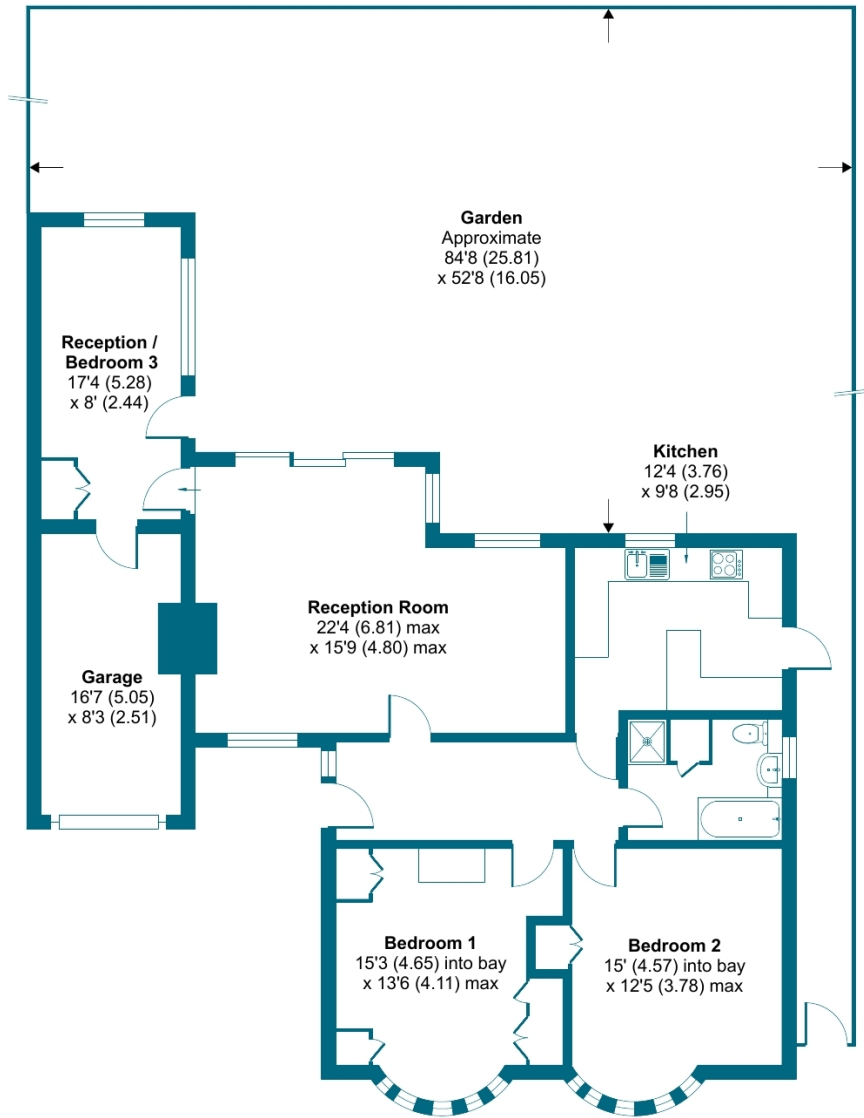 Garden
Approximate
84'8 (25.81)
x 52'8 (16.05)
Reception /
Bedroom 3
17'4 (5.28)
x 8' (2.44)
Kitchen
12'4 (3.76)
x 9'8 (2.95)
Reception Room
22'4 (6.81) max
x 15'9 (4.80) max
Garage
16'7 (5.05)
x 8'3 (2.51)
Bedroom 1
15'3 (4.65) into bay
x 13'6 (4.11) max
Bedroom 2
15' (4.57) into bay
x 12'5 (3.78) max